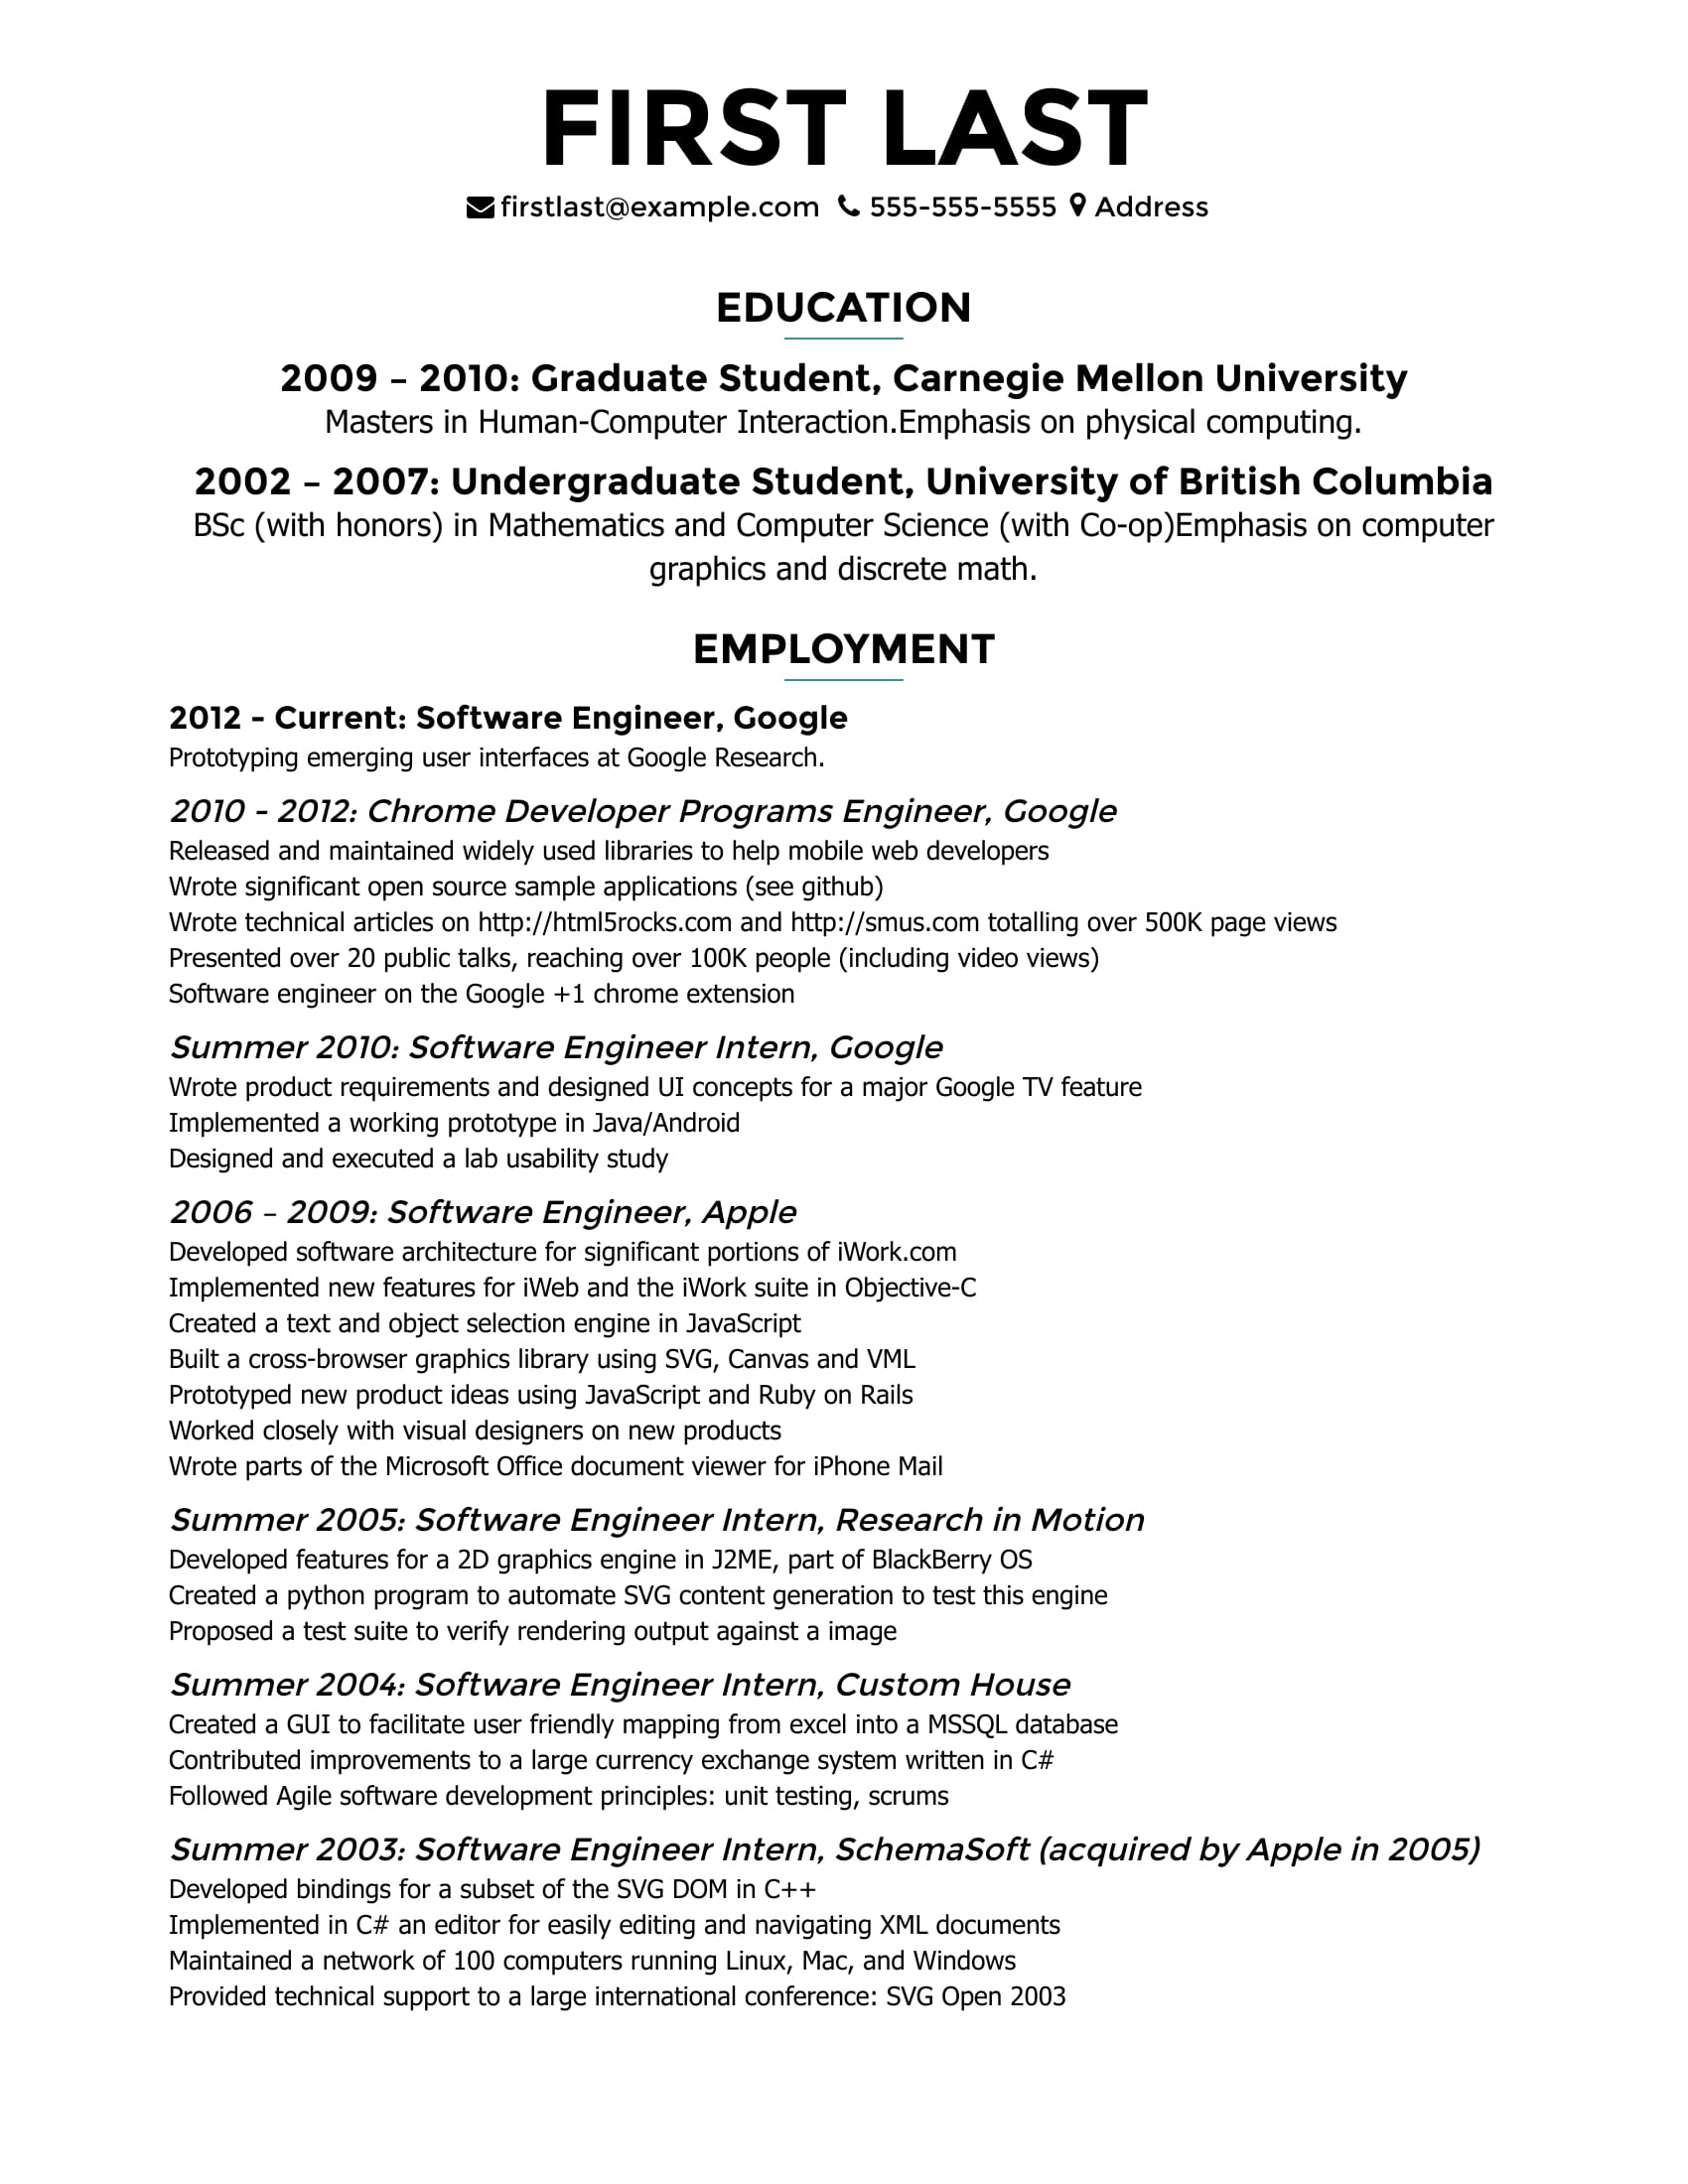 FIRST LAST
firstlast@example.com 555-555-5555 Address
EDUCATION
2009 – 2010: Graduate Student, Carnegie Mellon University
Masters in Human-Computer Interaction.Emphasis on physical computing.
2002 – 2007: Undergraduate Student, University of British Columbia
BSc (with honors) in Mathematics and Computer Science (with Co-op)Emphasis on computer
graphics and discrete math.
EMPLOYMENT
2012 - Current: Software Engineer, Google
Prototyping emerging user interfaces at Google Research.
2010 - 2012: Chrome Developer Programs Engineer, Google
Released and maintained widely used libraries to help mobile web developers
Wrote significant open source sample applications (see github)
Wrote technical articles on http://html5rocks.com and http://smus.com totalling over 500K page views
Presented over 20 public talks, reaching over 100K people (including video views)
Software engineer on the Google +1 chrome extension
Summer 2010: Software Engineer Intern, Google
Wrote product requirements and designed UI concepts for a major Google TV feature
Implemented a working prototype in Java/Android
Designed and executed a lab usability study
2006 – 2009: Software Engineer, Apple
Developed software architecture for significant portions of iWork.com
Implemented new features for iWeb and the iWork suite in Objective-C
Created a text and object selection engine in JavaScript
Built a cross-browser graphics library using SVG, Canvas and VML
Prototyped new product ideas using JavaScript and Ruby on Rails
Worked closely with visual designers on new products
Wrote parts of the Microsoft Office document viewer for iPhone Mail
Summer 2005: Software Engineer Intern, Research in Motion
Developed features for a 2D graphics engine in J2ME, part of BlackBerry OS
Created a python program to automate SVG content generation to test this engine
Proposed a test suite to verify rendering output against a image
Summer 2004: Software Engineer Intern, Custom House
Created a GUI to facilitate user friendly mapping from excel into a MSSQL database
Contributed improvements to a large currency exchange system written in C#
Followed Agile software development principles: unit testing, scrums
Summer 2003: Software Engineer Intern, SchemaSoft (acquired by Apple in 2005)
Developed bindings for a subset of the SVG DOM in C++
Implemented in C# an editor for easily editing and navigating XML documents
Maintained a network of 100 computers running Linux, Mac, and Windows
Provided technical support to a large international conference: SVG Open 2003